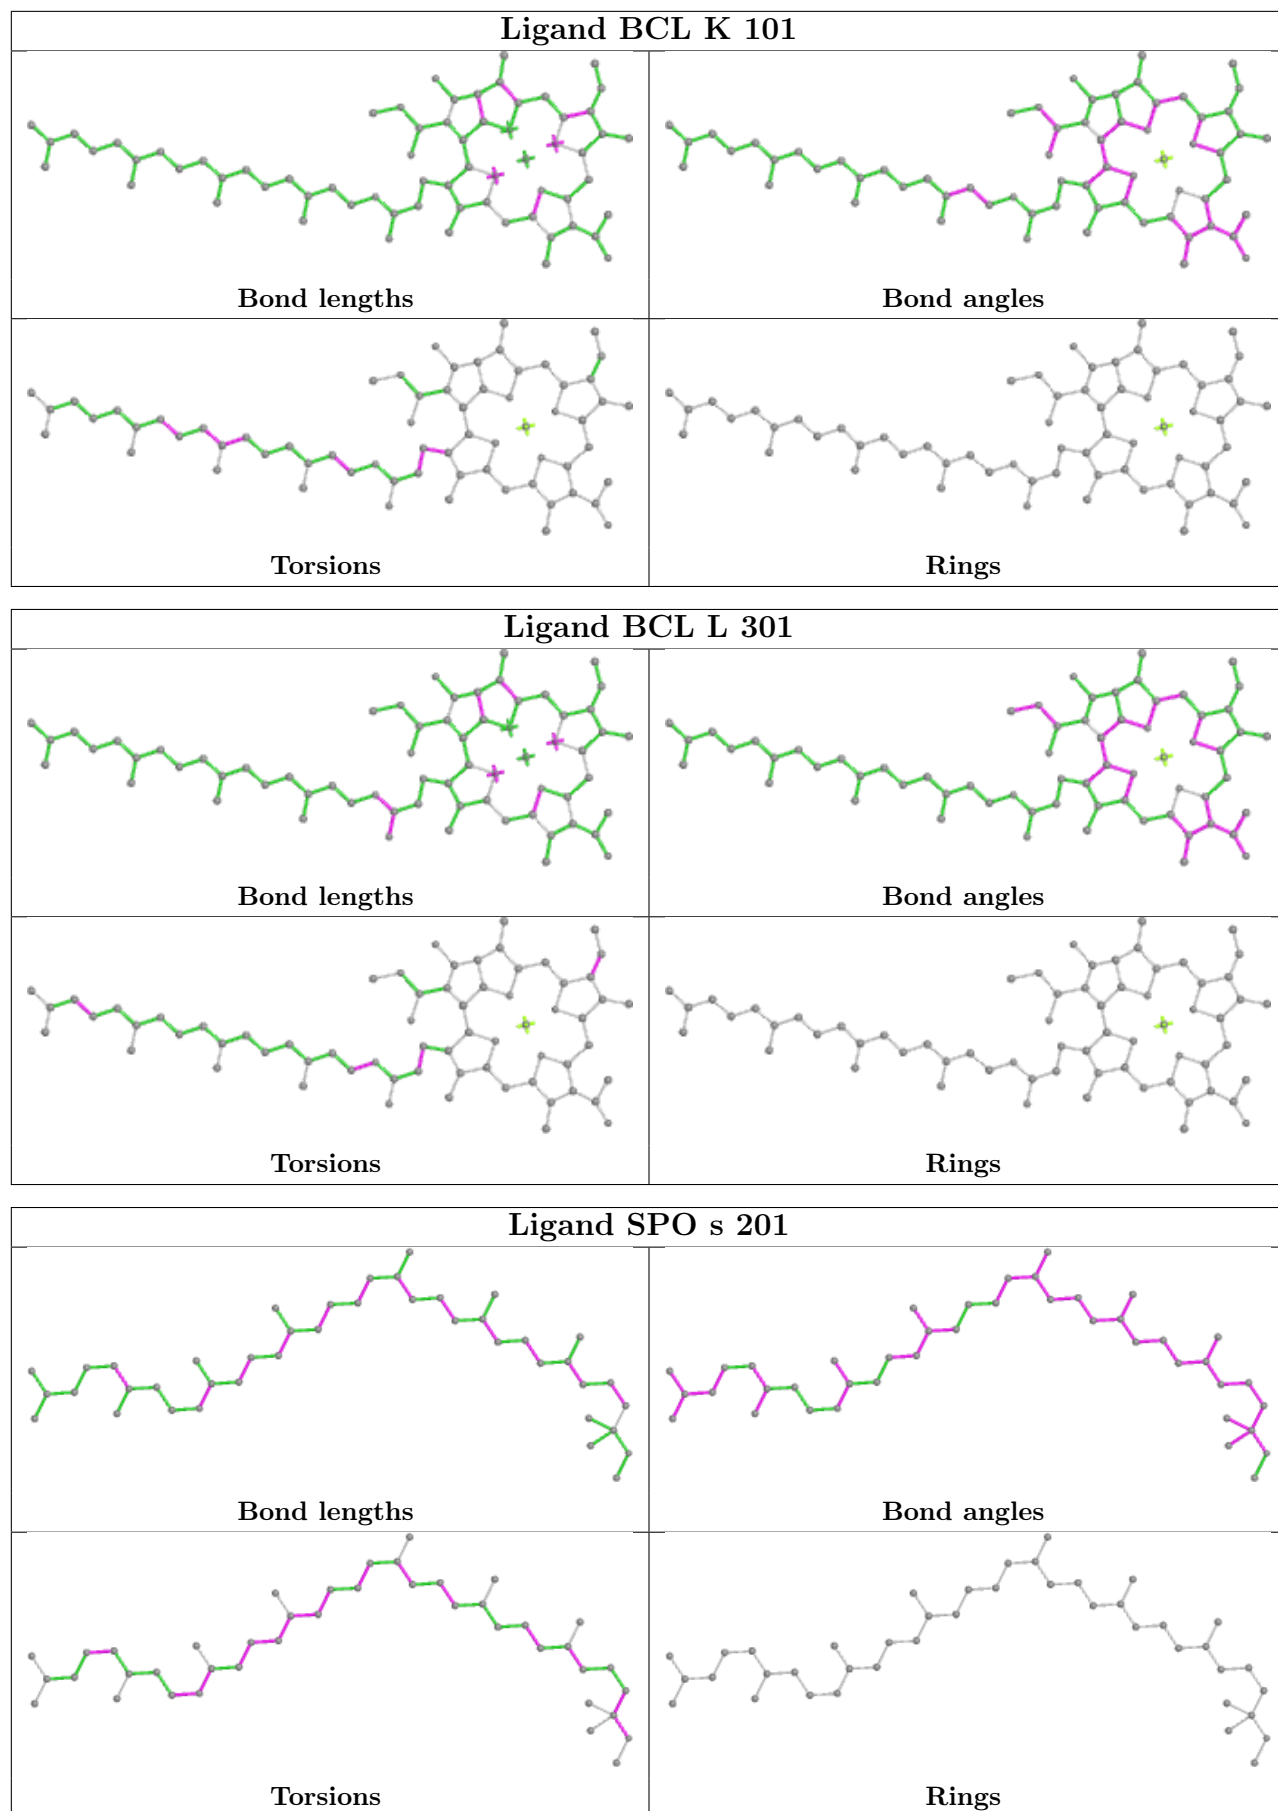 Ligand BCL K 101
Bond lengths
Bond angles
Torsions
Rings
Ligand BCL L 301
Bond lengths
Bond angles
Torsions
Rings
Ligand SPO s 201
Bond lengths
Bond angles
Torsions
Rings